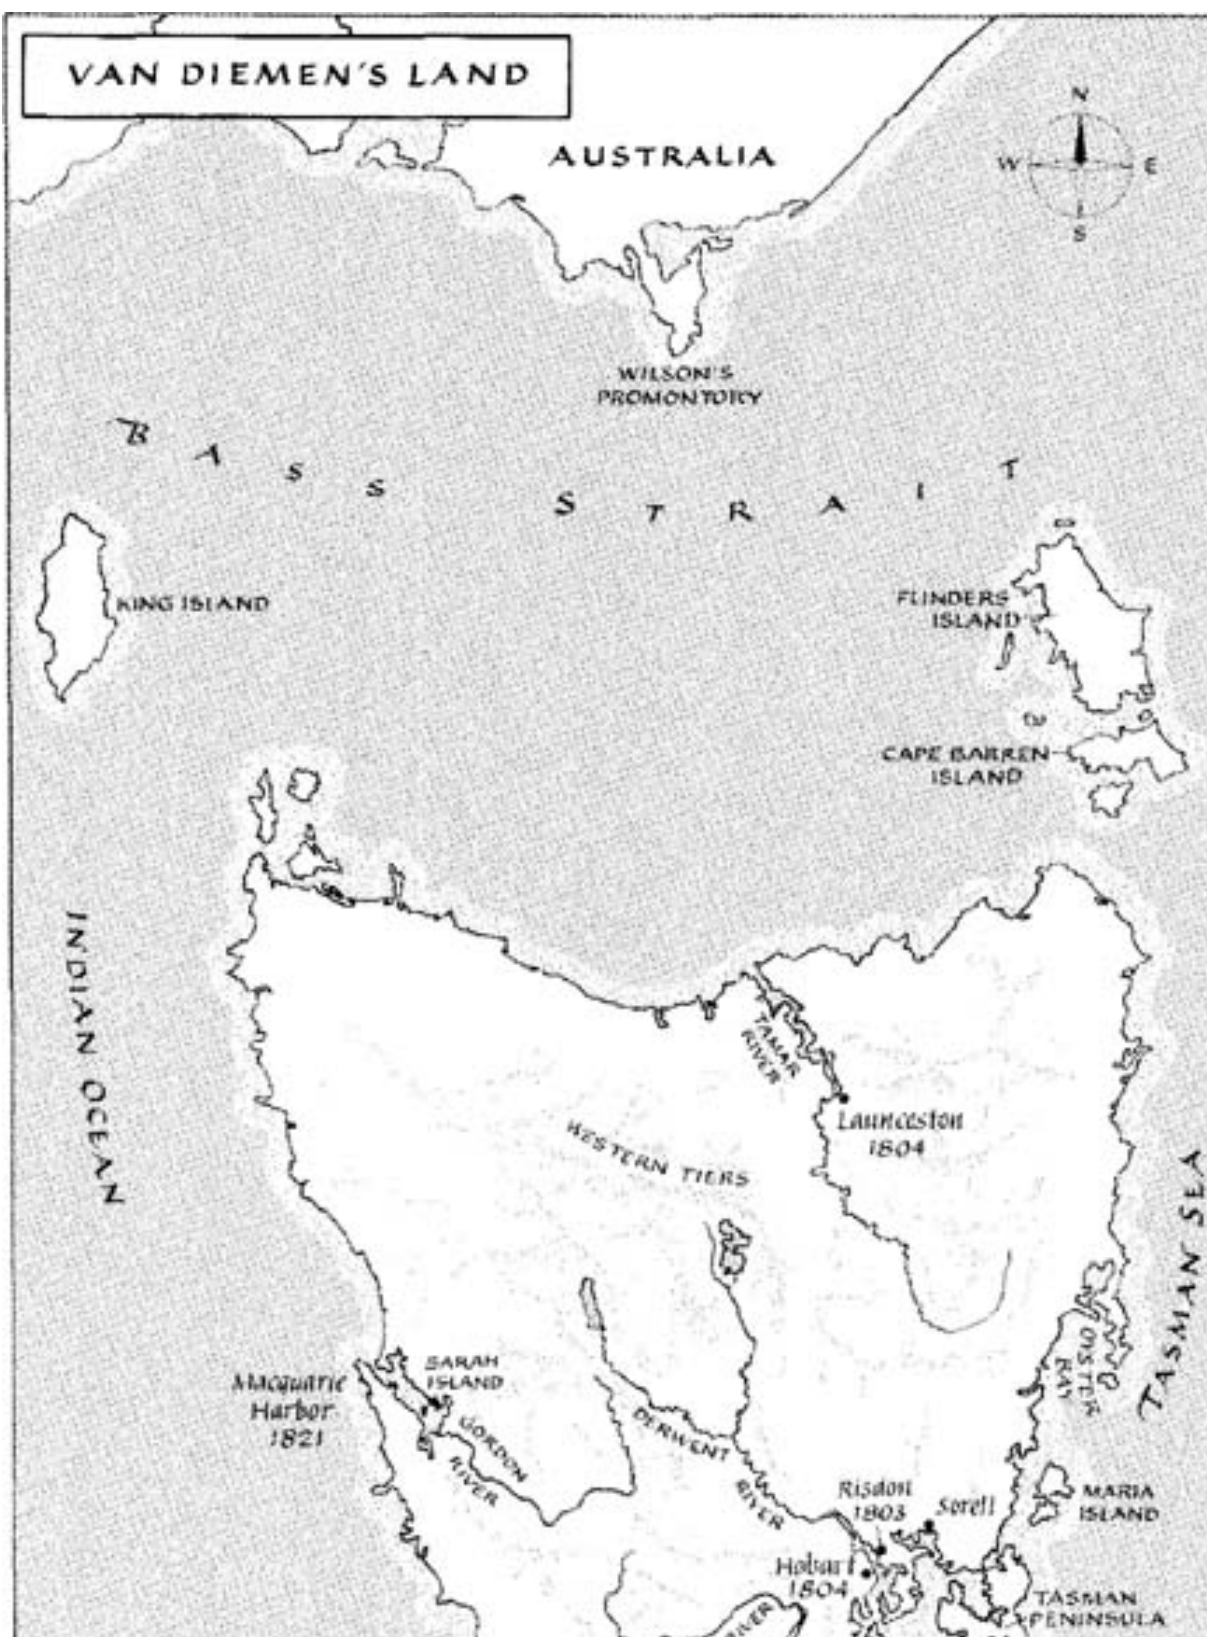 VAN DIEMEN'S LAND
AUSTRALIA
N
W E
S
WILSON'S
PROMONTORY
BASS STRAIT
KING ISLAND
FLINDERS
ISLAND
CAPE BARREN
ISLAND
INDIAN OCEAN
TAMAR
RIVER
Launceston
1804
WESTERN TIERS
TASMAN SEA
OYSTER
BAY
SARAH
ISLAND
Macquarie
Harbor
1821
GORDON
RIVER
DERWENT
RIVER
Risdon
1803
Sorell
MARIA
ISLAND
Hobart
1804
TASMAN
PENINSULA
RIVER